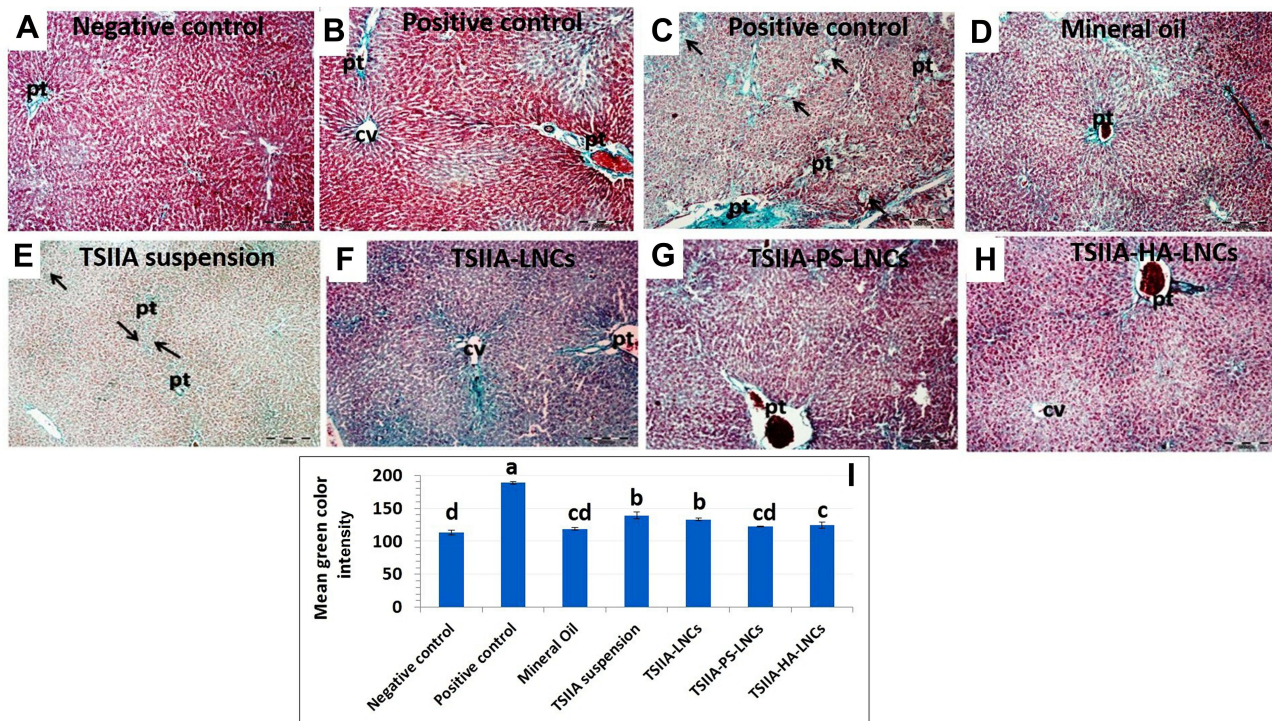 A Negative control
pt
B Positive control
pt
cv
pt
C Positive control
pt
pt
pt
D Mineral oil
pt
E TSIIA suspension
pt
pt
F TSIIA-LNCs
cv
pt
G TSIIA-PS-LNCs
pt
H TSIIA-HA-LNCs
pt
cv
I
Mean green color
intensity
200
150
100
50
0
d
a
cd
b
b
cd
c
Negative control
Positive control
Mineral Oil
TSIIA suspension
TSIIA-LNCs
TSIIA-PS-LNCs
TSIIA-HA-LNCs